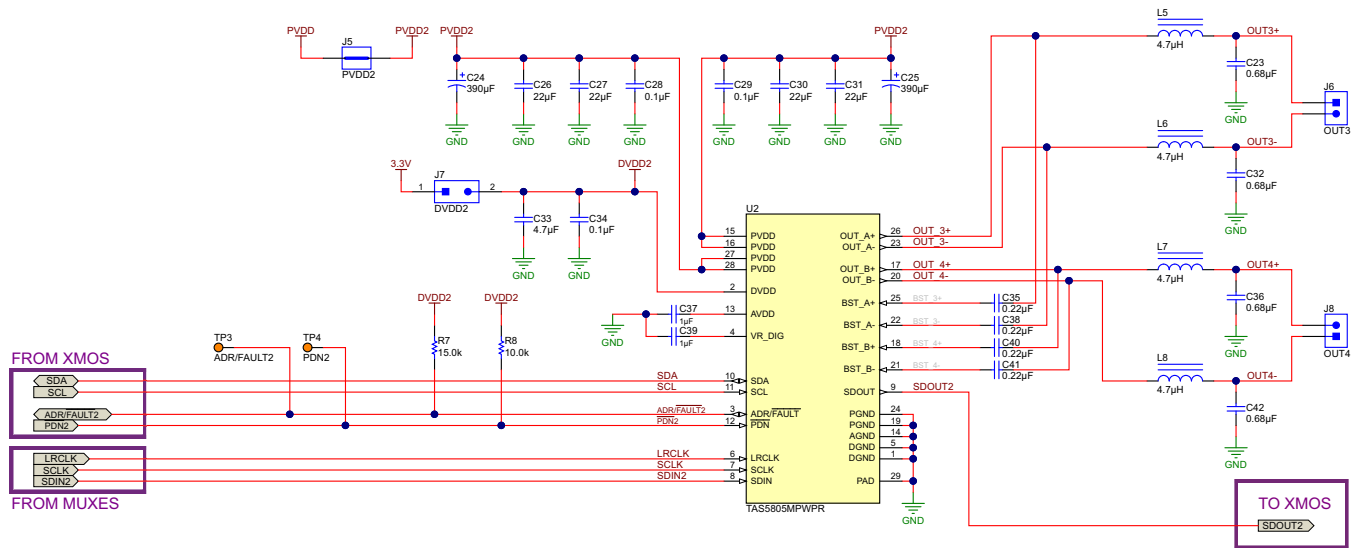 PVDD PVDD2 PVDD2 PVDD2
J5
PVDD2
C24
390µF
C26
22µF
C27
22µF
C28
0.1µF
C29
0.1µF
C30
22µF
C31
22µF
C25
390µF
GND GND GND GND GND GND GND GND
L5
4.7µH
OUT3+
C23
0.68µF
GND
J6
OUT3
L6
4.7µH
OUT3-
C32
0.68µF
GND
3.3V
J7
1 2
DVDD2
DVDD2
C33
4.7µF
C34
0.1µF
GND GND
U2
15 PVDD
16 PVDD
27 PVDD
28 PVDD
2 DVDD
13 AVDD
4 VR_DIG
10 SDA
11 SCL
3 ADR/FAULT
12 PDN
6 LRCLK
7 SCLK
8 SDIN
OUT_A+ 26 OUT_3+
OUT_A- 23 OUT_3-
OUT_B+ 17 OUT_4+
OUT_B- 20 OUT_4-
BST_A+ 25 BST_3+
BST_A- 22 BST_3-
BST_B+ 18 BST_4+
BST_B- 21 BST_4-
SDOUT 9 SDOUT2
PGND 24
PGND 19
AGND 14
DGND 5
DGND 1
PAD 29
TAS5805MPWPR
GND
C35
0.22µF
C38
0.22µF
C40
0.22µF
C41
0.22µF
L7
4.7µH
OUT4+
C36
0.68µF
GND
J8
OUT4
L8
4.7µH
OUT4-
C42
0.68µF
GND
C37
1µF
C39
1µF
GND
DVDD2 DVDD2
R7
15.0k
R8
10.0k
TP3
ADR/FAULT2
TP4
PDN2
FROM XMOS
SDA
SCL
ADR/FAULT2
PDN2
SDA
SCL
ADR/FAULT2
PDN2
LRCLK
SCLK
SDIN2
LRCLK
SCLK
SDIN2
FROM MUXES
TO XMOS
SDOUT2